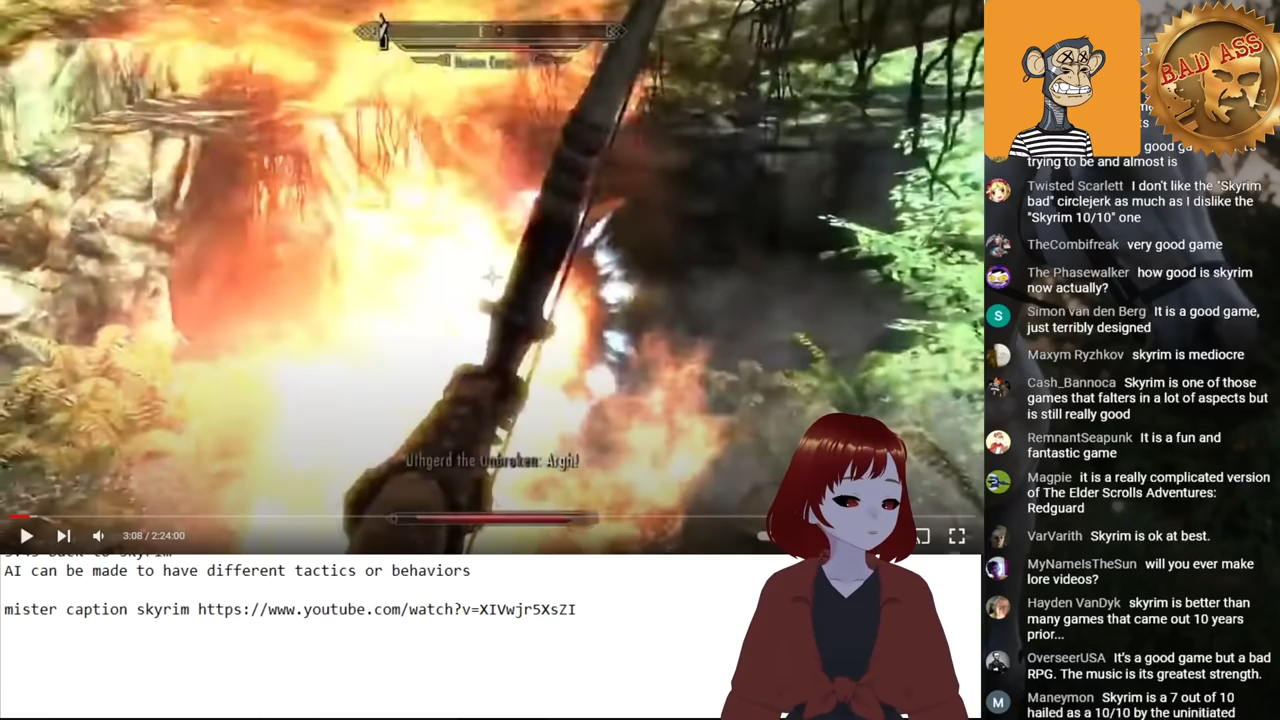 E
Uthgerd the Unbroken: Argh!
3:08 / 2:24:00
AI can be made to have different tactics or behaviors
mister caption skyrim https://www.youtube.com/watch?v=XIVwjr5XsZI
BAD ASS
trying to be and almost is
Twisted Scarlett I don't like the "Skyrim
bad" circlejerk as much as I dislike the
"Skyrim 10/10" one
TheCombifreak very good game
The Phasewalker how good is skyrim
now actually?
S
Simon van den Berg It is a good game,
just terribly designed
Maxym Ryzhkov skyrim is mediocre
Cash_Bannoca Skyrim is one of those
games that falters in a lot of aspects but
is still really good
RemnantSeapunk It is a fun and
fantastic game
Magpie it is a really complicated version
of The Elder Scrolls Adventures:
Redguard
VarVarith Skyrim is ok at best.
MyNameIsTheSun will you ever make
lore videos?
Hayden VanDyk skyrim is better than
many games that came out 10 years
prior...
OverseerUSA It's a good game but a bad
RPG. The music is its greatest strength.
M
Maneymon Skyrim is a 7 out of 10
hailed as a 10/10 by the uninitiated